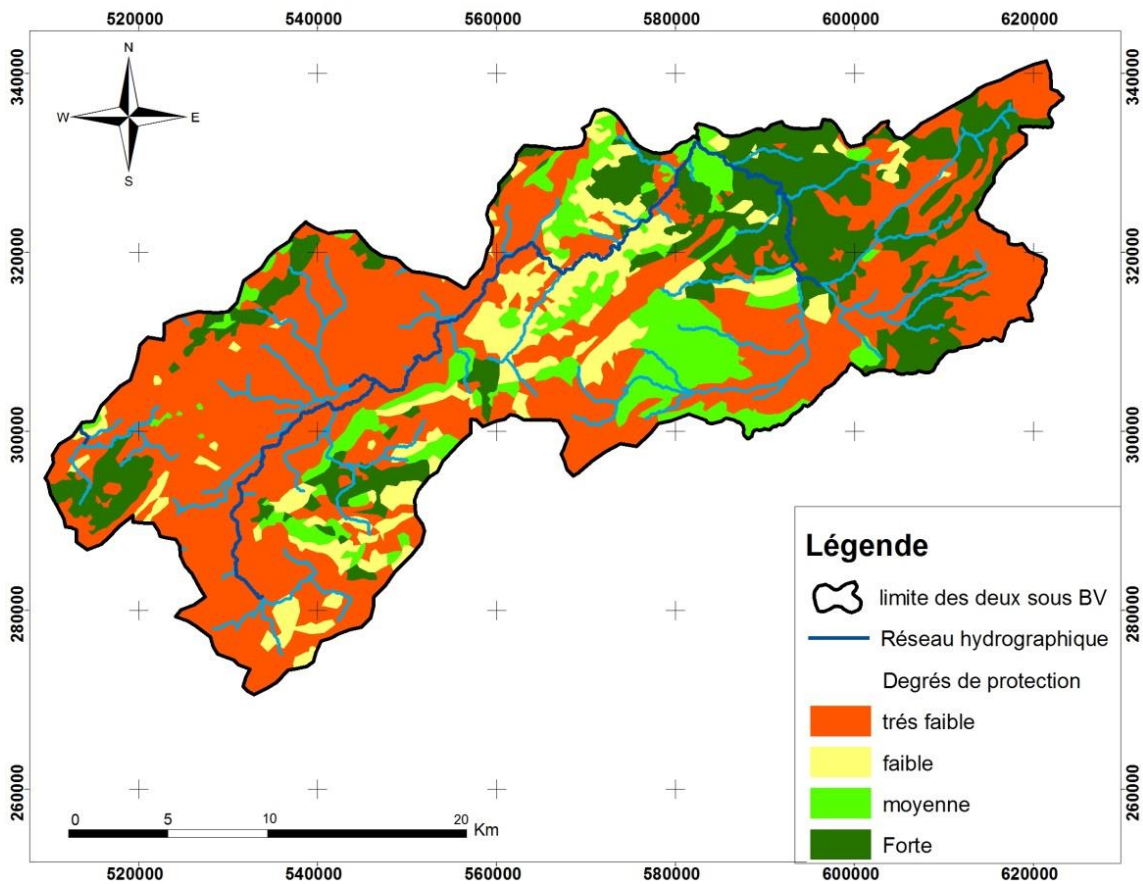 520000 540000 560000 580000 600000 620000
N
W E
S
340000 340000
320000 320000
300000 300000
280000 280000
260000 260000
Légende
limite des deux sous BV
Réseau hydrographique
Degrés de protection
trés faible
faible
moyenne
Forte
0 5 10 20
Km
520000 540000 560000 580000 600000 620000